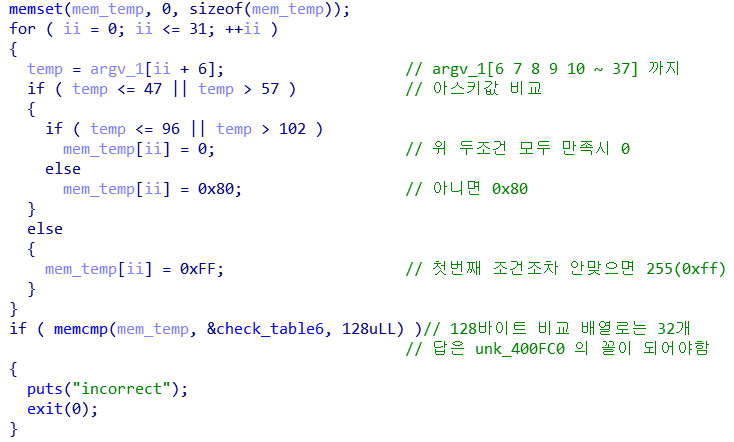 memset(mem_temp, 0, sizeof(mem_temp));
for ( ii = 0; ii <= 31; ++ii )
{
  temp = argv_1[ii + 6];                    // argv_1[6 7 8 9 10 ~ 37] 까지
  if ( temp <= 47 || temp > 57 )            // 아스키값 비교
  {
    if ( temp <= 96 || temp > 102 )
      mem_temp[ii] = 0;                     // 위 두조건 모두 만족시 0
    else
      mem_temp[ii] = 0x80;                  // 아니면 0x80
  }
  else
  {
    mem_temp[ii] = 0xFF;                    // 첫번째 조건조차 안맞으면 255(0xff)
  }
}
if ( memcmp(mem_temp, &check_table6, 128uLL) )// 128바이트 비교 배열로는 32개
                                            // 답은 unk_400FC0 의 꼴이 되어야함
{
  puts("incorrect");
  exit(0);
}